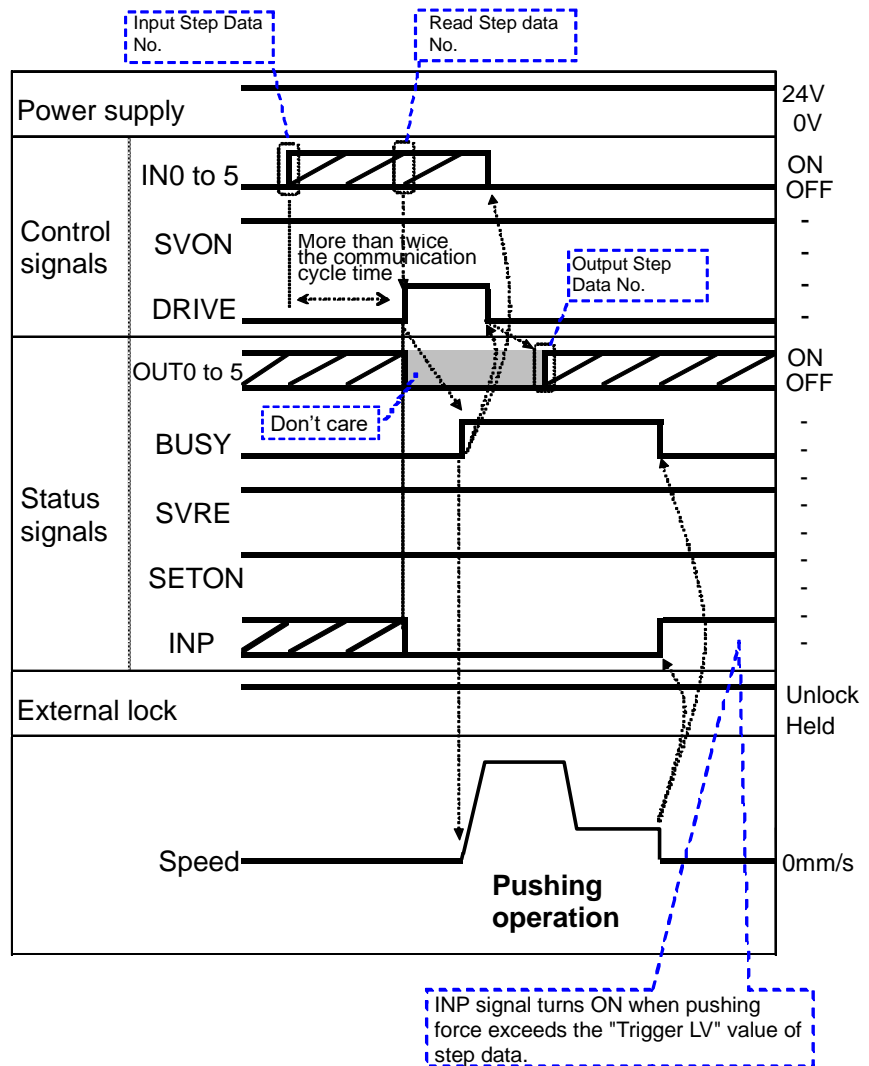 Input Step Data
No.
Read Step data
No.
Power supply
24V
0V
Control
signals
IN0 to 5
ON
OFF
SVON
-
-
More than twice
the communication
cycle time
Output Step
Data No.
DRIVE
-
-
Status
signals
OUT0 to 5
ON
OFF
Don't care
BUSY
-
-
SVRE
-
-
SETON
-
-
INP
-
-
External lock
Unlock
Held
Speed
0mm/s
Pushing
operation
INP signal turns ON when pushing
force exceeds the "Trigger LV" value of
step data.